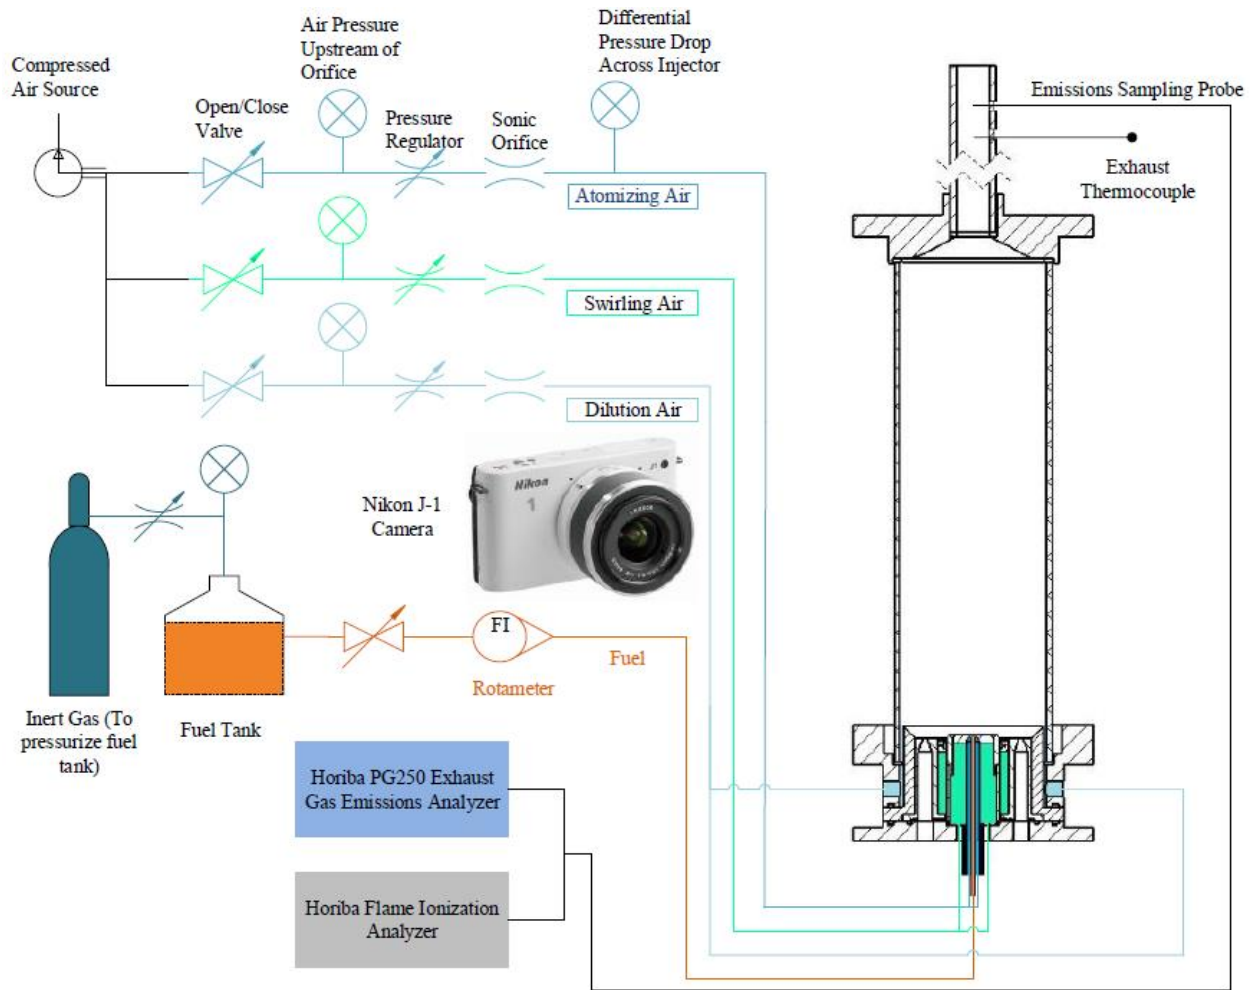 Compressed
Air Source
Open/Close
Valve
Air Pressure
Upstream of
Orifice
Pressure
Regulator
Sonic
Orifice
Differential
Pressure Drop
Across Injector
Emissions Sampling Probe
Exhaust
Thermocouple
Atomizing Air
Swirling Air
Dilution Air
Nikon J-1
Camera
Nikon
1
J1
FI
Rotameter
Fuel
Inert Gas (To
pressurize fuel
tank)
Fuel Tank
Horiba PG250 Exhaust
Gas Emissions Analyzer
Horiba Flame Ionization
Analyzer